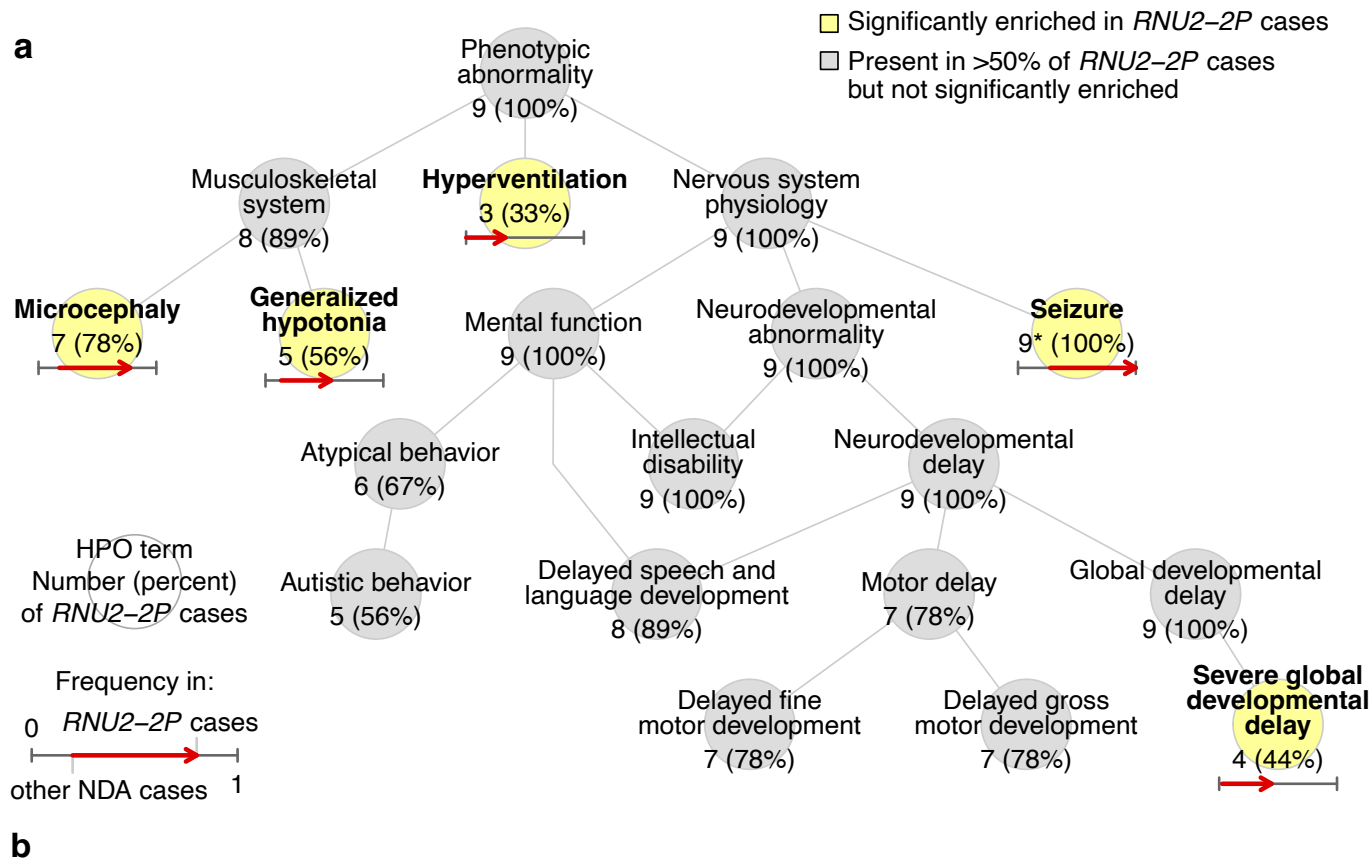 a
Significantly enriched in RNU2−2P cases
Present in >50% of RNU2−2P cases
but not significantly enriched
Phenotypic
abnormality
9 (100%)
Musculoskeletal
system
8 (89%)
Hyperventilation
3 (33%)
Nervous system
physiology
9 (100%)
Microcephaly
7 (78%)
Generalized
hypotonia
5 (56%)
Mental function
9 (100%)
Neurodevelopmental
abnormality
9 (100%)
Seizure
9* (100%)
Atypical behavior
6 (67%)
Intellectual
disability
9 (100%)
Neurodevelopmental
delay
9 (100%)
HPO term
Number (percent)
of RNU2−2P cases
Autistic behavior
5 (56%)
Delayed speech and
language development
8 (89%)
Motor delay
7 (78%)
Global developmental
delay
9 (100%)
Frequency in:
0
RNU2−2P cases
other NDA cases
1
Delayed fine
motor development
7 (78%)
Delayed gross
motor development
7 (78%)
Severe global
developmental
delay
4 (44%)
b